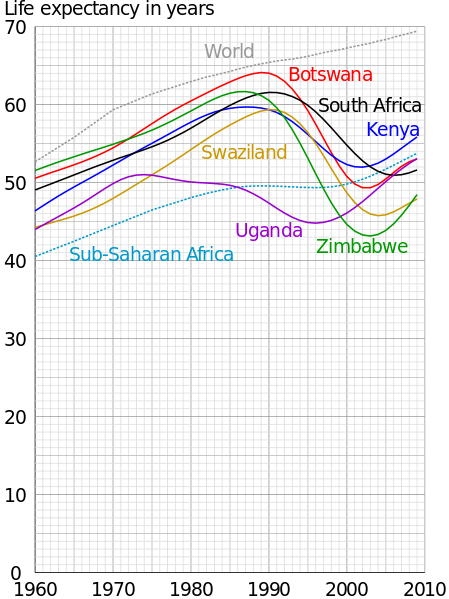 Life expectancy in years
70
World
Botswana
60
South Africa
Kenya
Swaziland
50
Uganda
Zimbabwe
Sub-Saharan Africa
40
30
20
10
0
1960 1970 1980 1990 2000 2010